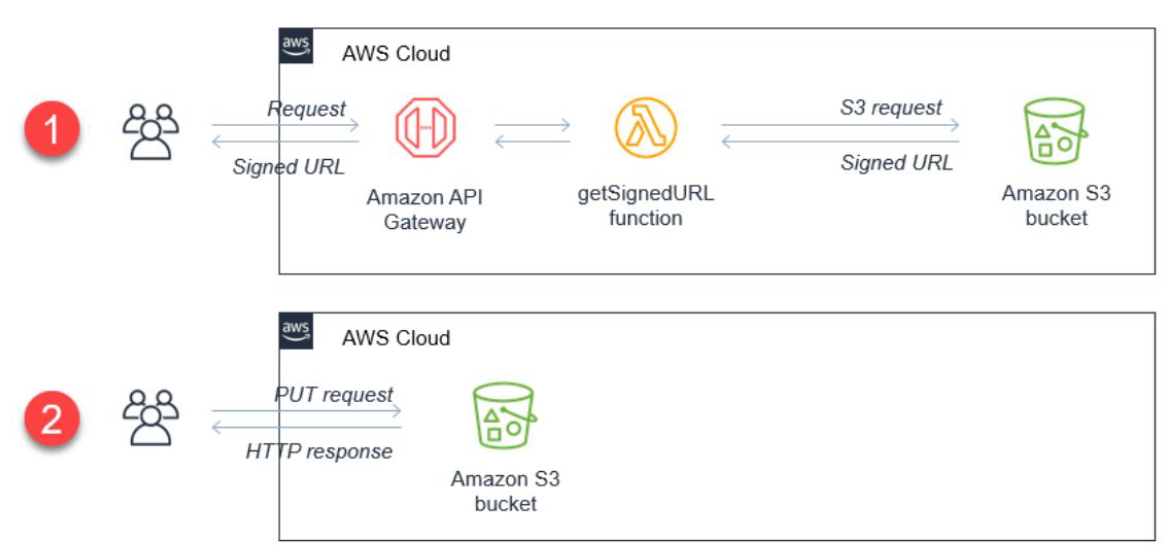 aws
AWS Cloud
1
Request
Signed URL
Amazon API
Gateway
getSignedURL
function
S3 request
Signed URL
Amazon S3
bucket
aws
AWS Cloud
2
PUT request
HTTP response
Amazon S3
bucket